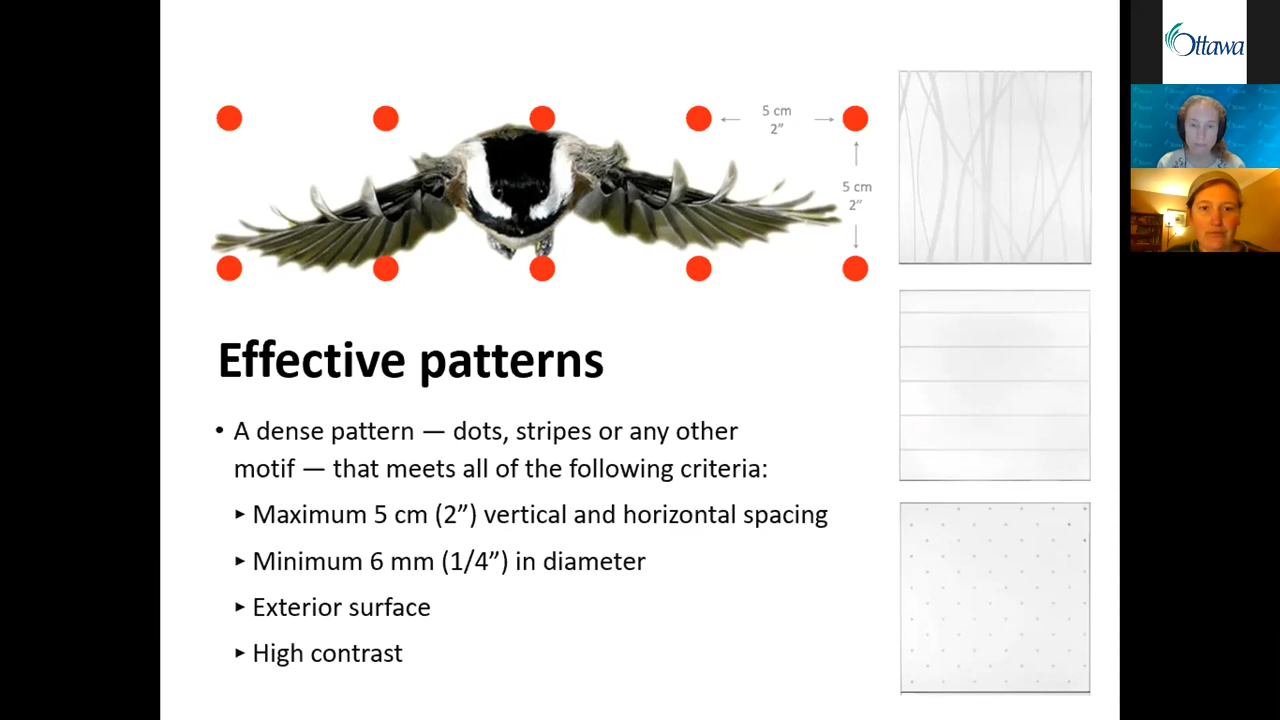 5 cm
2”
5 cm
2”
Effective patterns
• A dense pattern — dots, stripes or any other
motif — that meets all of the following criteria:
▸ Maximum 5 cm (2”) vertical and horizontal spacing
▸ Minimum 6 mm (1/4”) in diameter
▸ Exterior surface
▸ High contrast
Ottawa